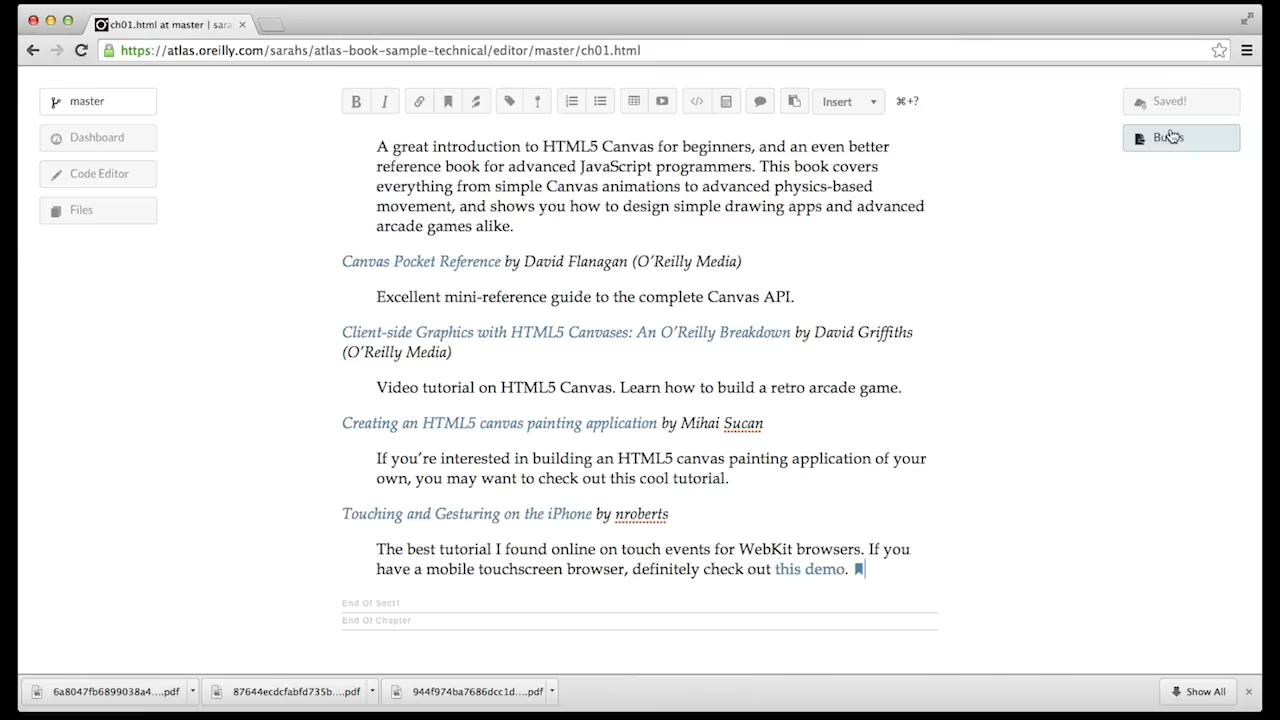 ch01.html at master | sara
https://atlas.oreilly.com/sarahs/atlas-book-sample-technical/editor/master/ch01.html
master
B I Insert ⌘+?
Saved!
Dashboard
Code Editor
Files
A great introduction to HTML5 Canvas for beginners, and an even better
reference book for advanced JavaScript programmers. This book covers
everything from simple Canvas animations to advanced physics-based
movement, and shows you how to design simple drawing apps and advanced
arcade games alike.
Canvas Pocket Reference by David Flanagan (O’Reilly Media)
Excellent mini-reference guide to the complete Canvas API.
Client-side Graphics with HTML5 Canvases: An O’Reilly Breakdown by David Griffiths
(O’Reilly Media)
Video tutorial on HTML5 Canvas. Learn how to build a retro arcade game.
Creating an HTML5 canvas painting application by Mihai Sucan
If you’re interested in building an HTML5 canvas painting application of your
own, you may want to check out this cool tutorial.
Touching and Gesturing on the iPhone by nroberts
The best tutorial I found online on touch events for WebKit browsers. If you
have a mobile touchscreen browser, definitely check out this demo.
End Of Sect1
End Of Chapter
6a8047fb6899038a4....pdf 87644ecdcfabfd735b....pdf 944f974ba7686dcc1d....pdf Show All